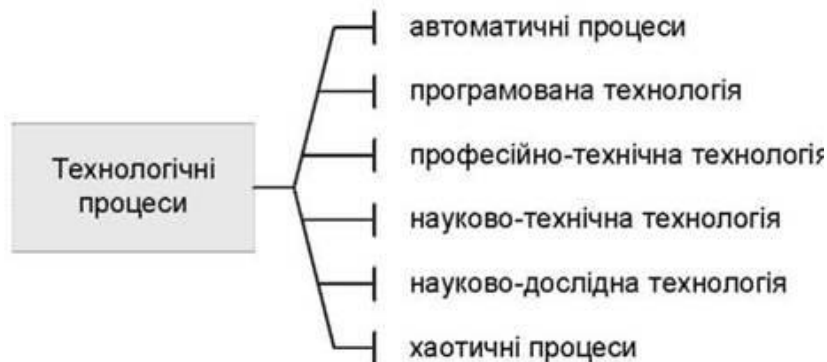 Технологічні
процеси
автоматичні процеси
програмована технологія
професійно-технічна технологія
науково-технічна технологія
науково-дослідна технологія
хаотичні процеси